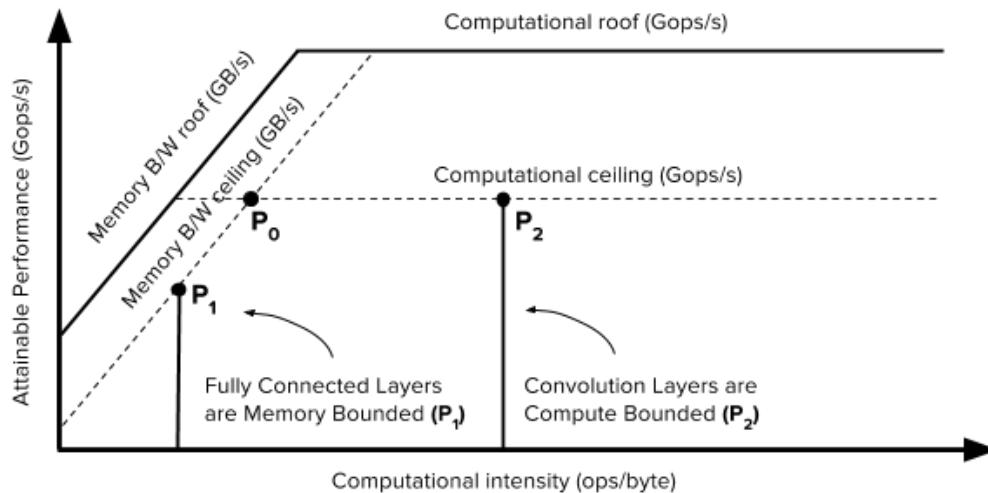 Computational roof (Gops/s)
Memory B/W roof (GB/s)
Memory B/W ceiling (GB/s)
Computational ceiling (Gops/s)
P0
P2
P1
Attainable Performance (Gops/s)
Fully Connected Layers
are Memory Bounded (P1)
Convolution Layers are
Compute Bounded (P2)
Computational intensity (ops/byte)